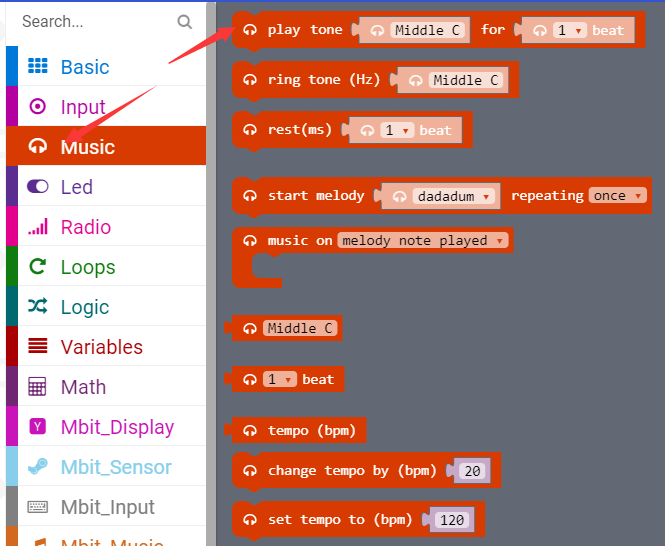 Search...
Basic
Input
Music
Led
Radio
Loops
Logic
Variables
Math
Mbit_Display
Mbit_Sensor
Mbit_Input
Mbit_Music
play tone Middle C for 1 beat
ring tone (Hz) Middle C
rest(ms) 1 beat
start melody dadadum repeating once
music on melody note played
Middle C
1 beat
tempo (bpm)
change tempo by (bpm) 20
set tempo to (bpm) 120